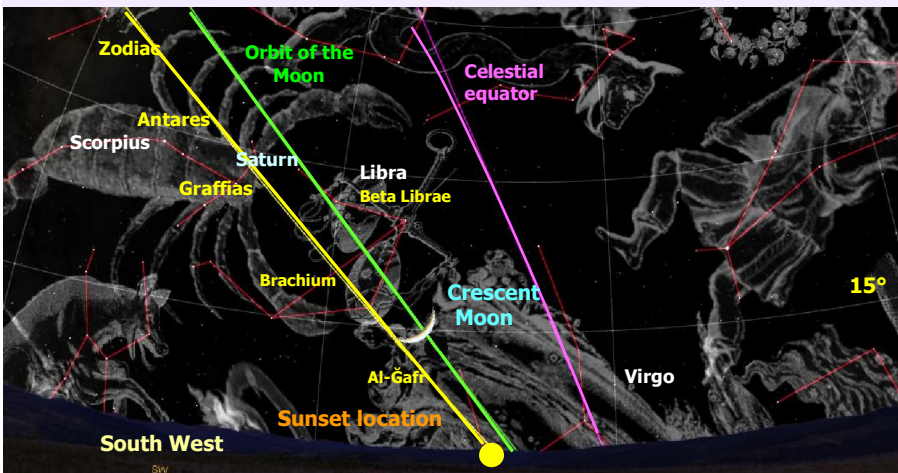 Zodiac
Orbit of the
Moon
Celestial
equator
Antares
Scorpius
Saturn
Libra
Graffias
Beta Librae
Brachium
15°
Crescent
Moon
Al-Ğafr
Virgo
Sunset location
South West
SW